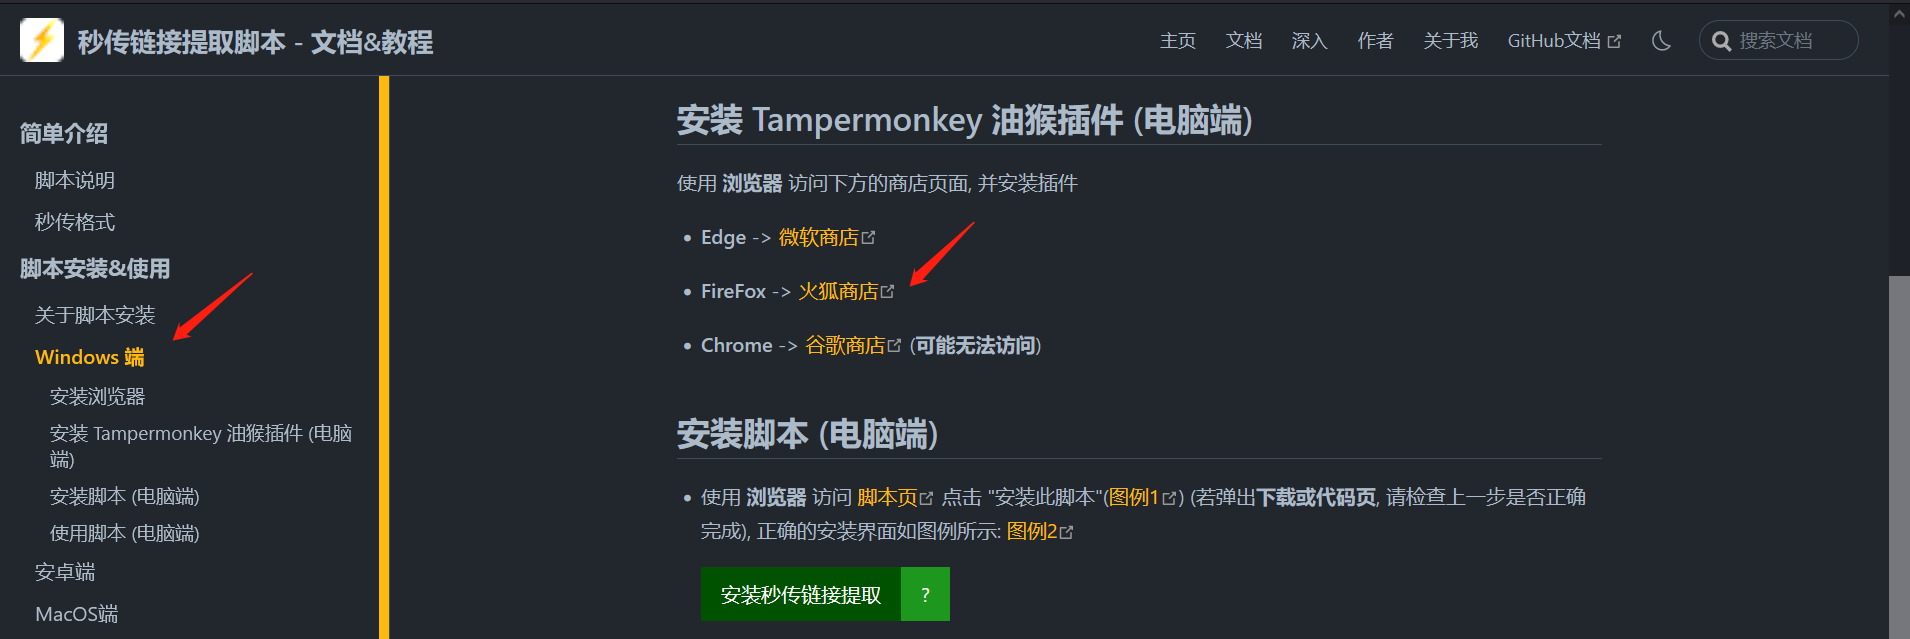 秒传链接提取脚本 - 文档&教程
主页 文档 深入 作者 关于我 GitHub文档 搜索文档
简单介绍
脚本说明
秒传格式
脚本安装&使用
关于脚本安装
Windows 端
安装浏览器
安装 Tampermonkey 油猴插件 (电脑
端)
安装脚本 (电脑端)
使用脚本 (电脑端)
安卓端
MacOS端
安装 Tampermonkey 油猴插件 (电脑端)
使用 浏览器 访问下方的商店页面, 并安装插件
• Edge -> 微软商店
• FireFox -> 火狐商店
• Chrome -> 谷歌商店 (可能无法访问)
安装脚本 (电脑端)
• 使用 浏览器 访问 脚本页 点击 "安装此脚本"(图例1) (若弹出下载或代码页, 请检查上一步是否正确
完成), 正确的安装界面如图例所示: 图例2
安装秒传链接提取 ?